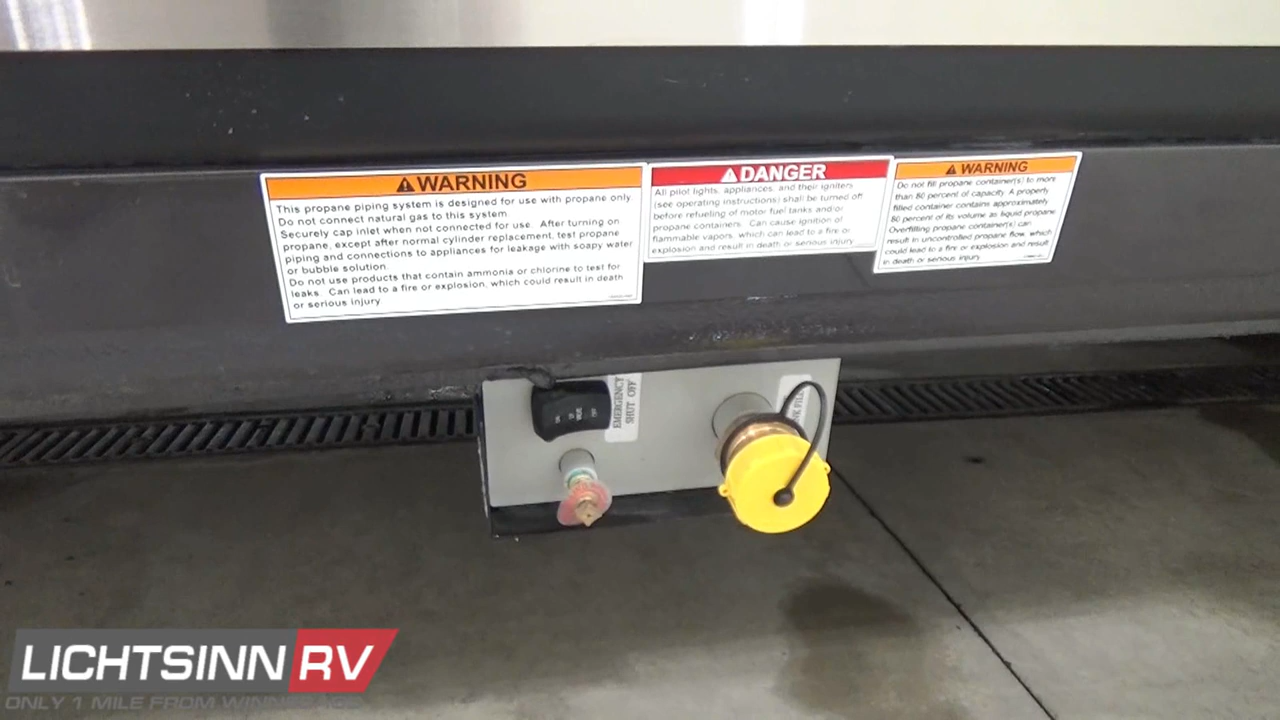 WARNING
This propane piping system is designed for use with propane only.
Do not connect natural gas to this system.
Securely cap inlet when not connected for use. After turning on
propane, except after normal cylinder replacement, test propane
piping and connections to appliances for leakage with soapy water
or bubble solution.
Do not use products that contain ammonia or chlorine to test for
leaks. Can lead to a fire or explosion, which could result in death
or serious injury.
DANGER
All pilot lights, appliances, and their igniters
(see operating instructions) shall be turned off
before refueling of motor fuel tanks and/or
propane containers. Can cause ignition of
flammable vapors, which can lead to a fire or
explosion and result in death or serious injury.
WARNING
Do not fill propane container(s) to more
than 80 percent of capacity. A properly
filled container contains approximately
80 percent of its volume as liquid propane.
Overfilling propane container(s) can
result in uncontrolled propane flow, which
could lead to a fire or explosion and result
in death or serious injury.
EMERGENCY
SHUT OFF
ON
OFF
LICHTSINN RV
ONLY 1 MILE FROM